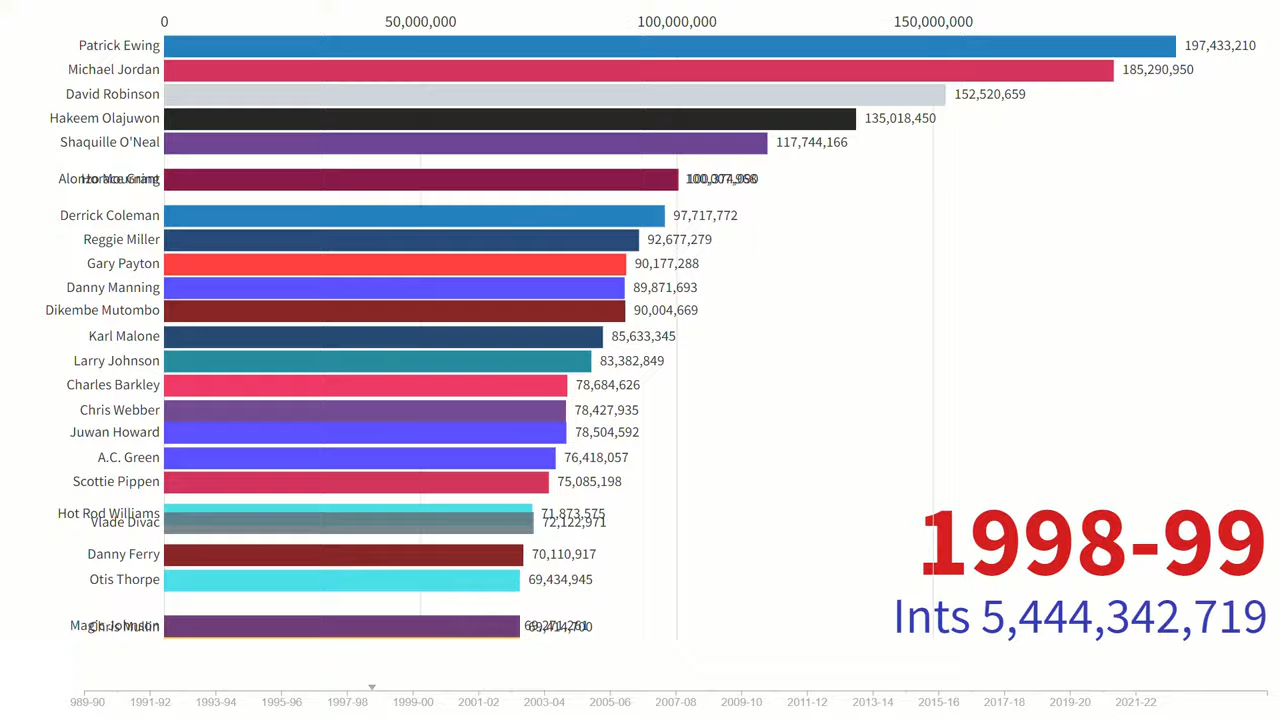 0 50,000,000 100,000,000 150,000,000
Patrick Ewing 197,433,210
Michael Jordan 185,290,950
David Robinson 152,520,659
Hakeem Olajuwon 135,018,450
Shaquille O'Neal 117,744,166
Derrick Coleman 97,717,772
Reggie Miller 92,677,279
Gary Payton 90,177,288
Danny Manning 89,871,693
Dikembe Mutombo 90,004,669
Karl Malone 85,633,345
Larry Johnson 83,382,849
Charles Barkley 78,684,626
Chris Webber 78,427,935
Juwan Howard 78,504,592
A.C. Green 76,418,057
Scottie Pippen 75,085,198
Hot Rod Williams 71,873,575
Vlade Divac 72,122,971
Danny Ferry 70,110,917
Otis Thorpe 69,434,945
1998-99
Ints 5,444,342,719
989-90 1991-92 1993-94 1995-96 1997-98 1999-00 2001-02 2003-04 2005-06 2007-08 2009-10 2011-12 2013-14 2015-16 2017-18 2019-20 2021-22